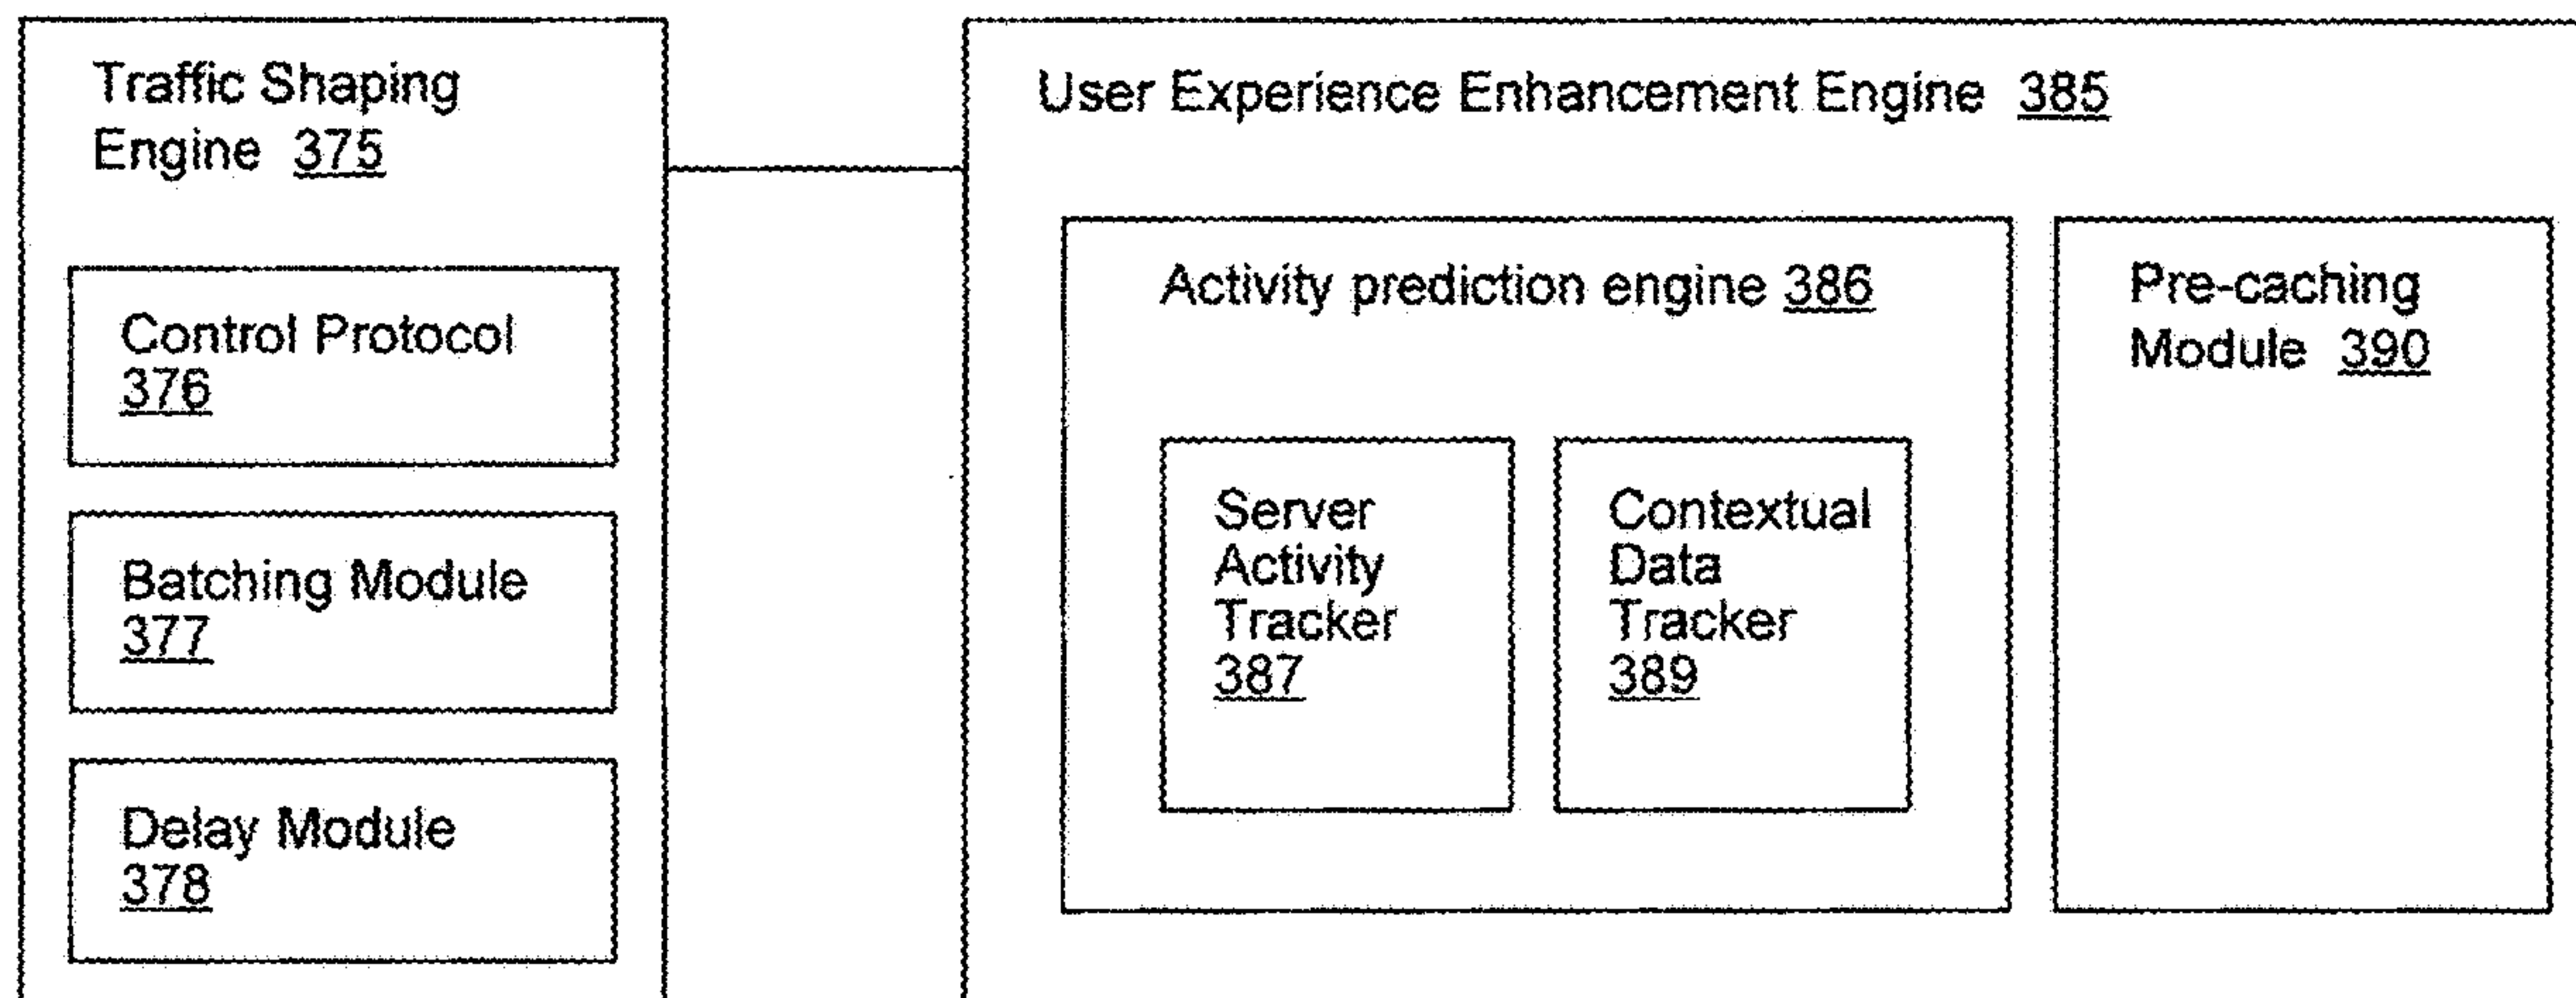 Traffic Shaping
Engine 375
Control Protocol
376
Batching Module
377
Delay Module
378
User Experience Enhancement Engine 385
Activity prediction engine 386
Server
Activity
Tracker
387
Contextual
Data
Tracker
389
Pre-caching
Module 390